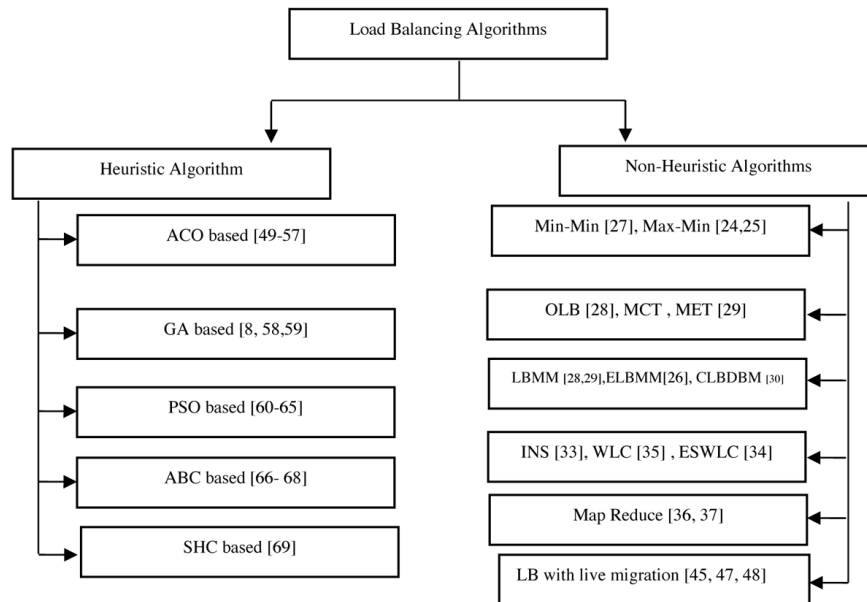 Load Balancing Algorithms
Heuristic Algorithm
Non-Heuristic Algorithms
ACO based [49-57]
GA based [8, 58,59]
PSO based [60-65]
ABC based [66- 68]
SHC based [69]
Min-Min [27], Max-Min [24,25]
OLB [28], MCT , MET [29]
LBMM [28,29],ELBMM[26], CLBDBM [30]
INS [33], WLC [35] , ESWLC [34]
Map Reduce [36, 37]
LB with live migration [45, 47, 48]